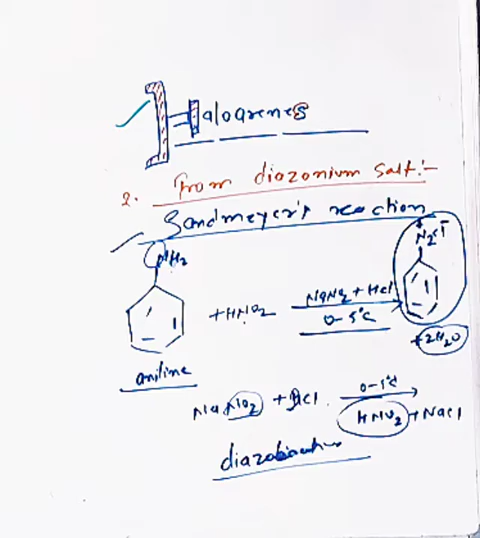 Haloarenes
2. From diazonium salt:-
Sandmeyer's reaction
NH₂
N₂⁺Cl⁻
+HNO₂ NaNO₂ + HCl
0-5°C
+2H₂O
aniline
NaNO₂ + HCl 0-5°C HNO₂ + NaCl